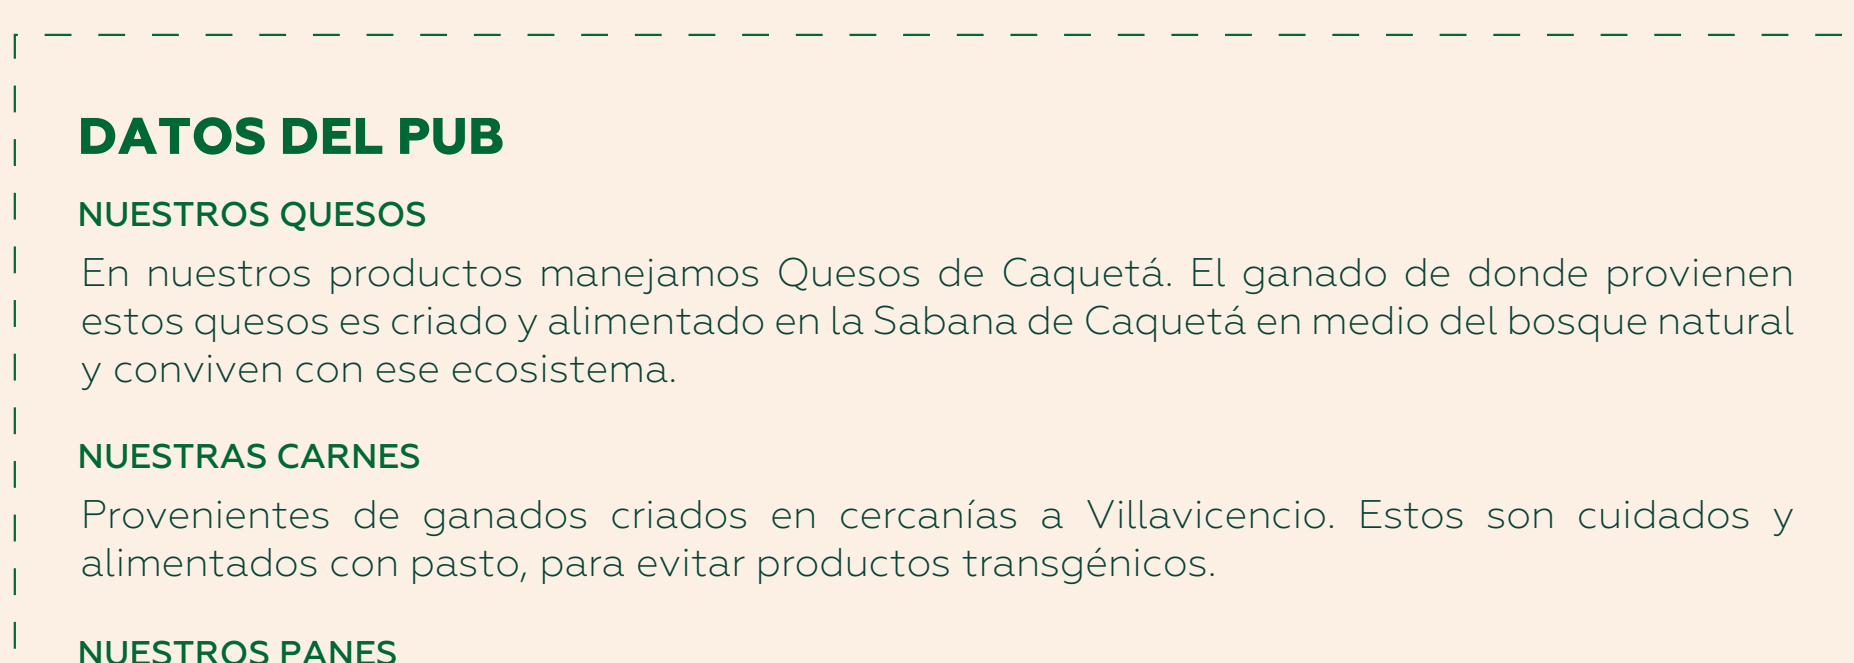 DATOS DEL PUB
NUESTROS QUESOS
En nuestros productos manejamos Quesos de Caquetá. El ganado de donde provienen
estos quesos es criado y alimentado en la Sabana de Caquetá en medio del bosque natural
y conviven con ese ecosistema.
NUESTRAS CARNES
Provenientes de ganados criados en cercanías a Villavicencio. Estos son cuidados y
alimentados con pasto, para evitar productos transgénicos.
NUESTROS PANES